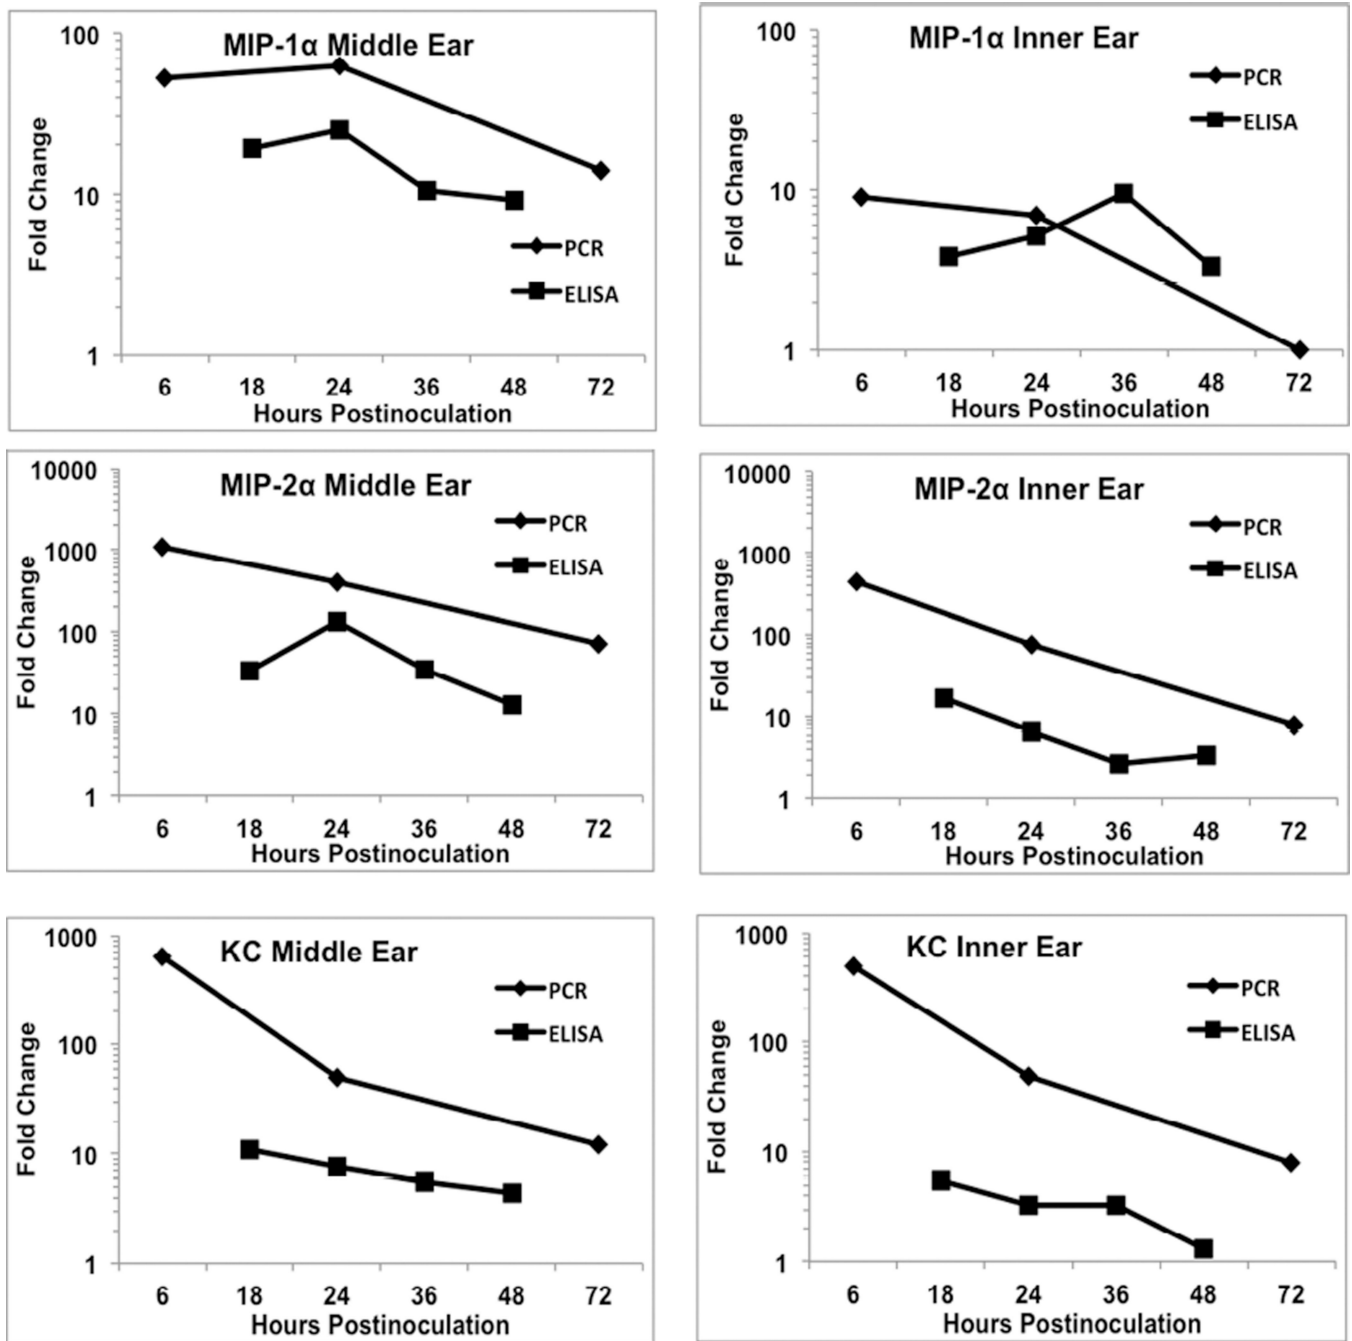 MIP-1α Middle Ear
Fold Change
100
10
1
PCR
ELISA
6 18 24 36 48 72
Hours Postinoculation
MIP-1α Inner Ear
Fold Change
100
10
1
PCR
ELISA
6 18 24 36 48 72
Hours Postinoculation
MIP-2α Middle Ear
Fold Change
10000
1000
100
10
1
PCR
ELISA
6 18 24 36 48 72
Hours Postinoculation
MIP-2α Inner Ear
Fold Change
10000
1000
100
10
1
PCR
ELISA
6 18 24 36 48 72
Hours Postinoculation
KC Middle Ear
Fold Change
1000
100
10
1
PCR
ELISA
6 18 24 36 48 72
Hours Postinoculation
KC Inner Ear
Fold Change
1000
100
10
1
PCR
ELISA
6 18 24 36 48 72
Hours Postinoculation